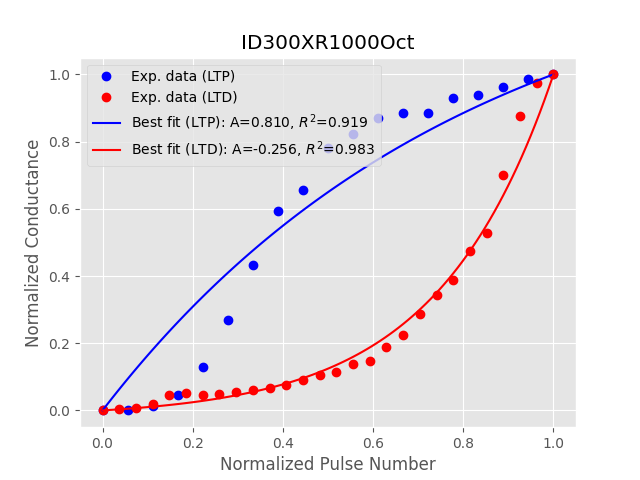 ID300XR1000Oct
Exp. data (LTP)
Exp. data (LTD)
Best fit (LTP): A=0.810, R²=0.919
Best fit (LTD): A=-0.256, R²=0.983
Normalized Conductance
1.0
0.8
0.6
0.4
0.2
0.0
0.0 0.2 0.4 0.6 0.8 1.0
Normalized Pulse Number